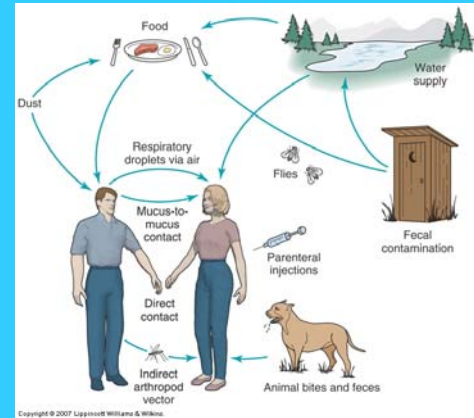 Food
Water
supply
Dust
Respiratory
droplets via air
Flies
Mucus-to-
mucus
contact
Fecal
contamination
Parenteral
injections
Direct
contact
Indirect
arthropod
vector
Animal bites and feces
Copyright © 2007 Lippincott Williams & Wilkins.